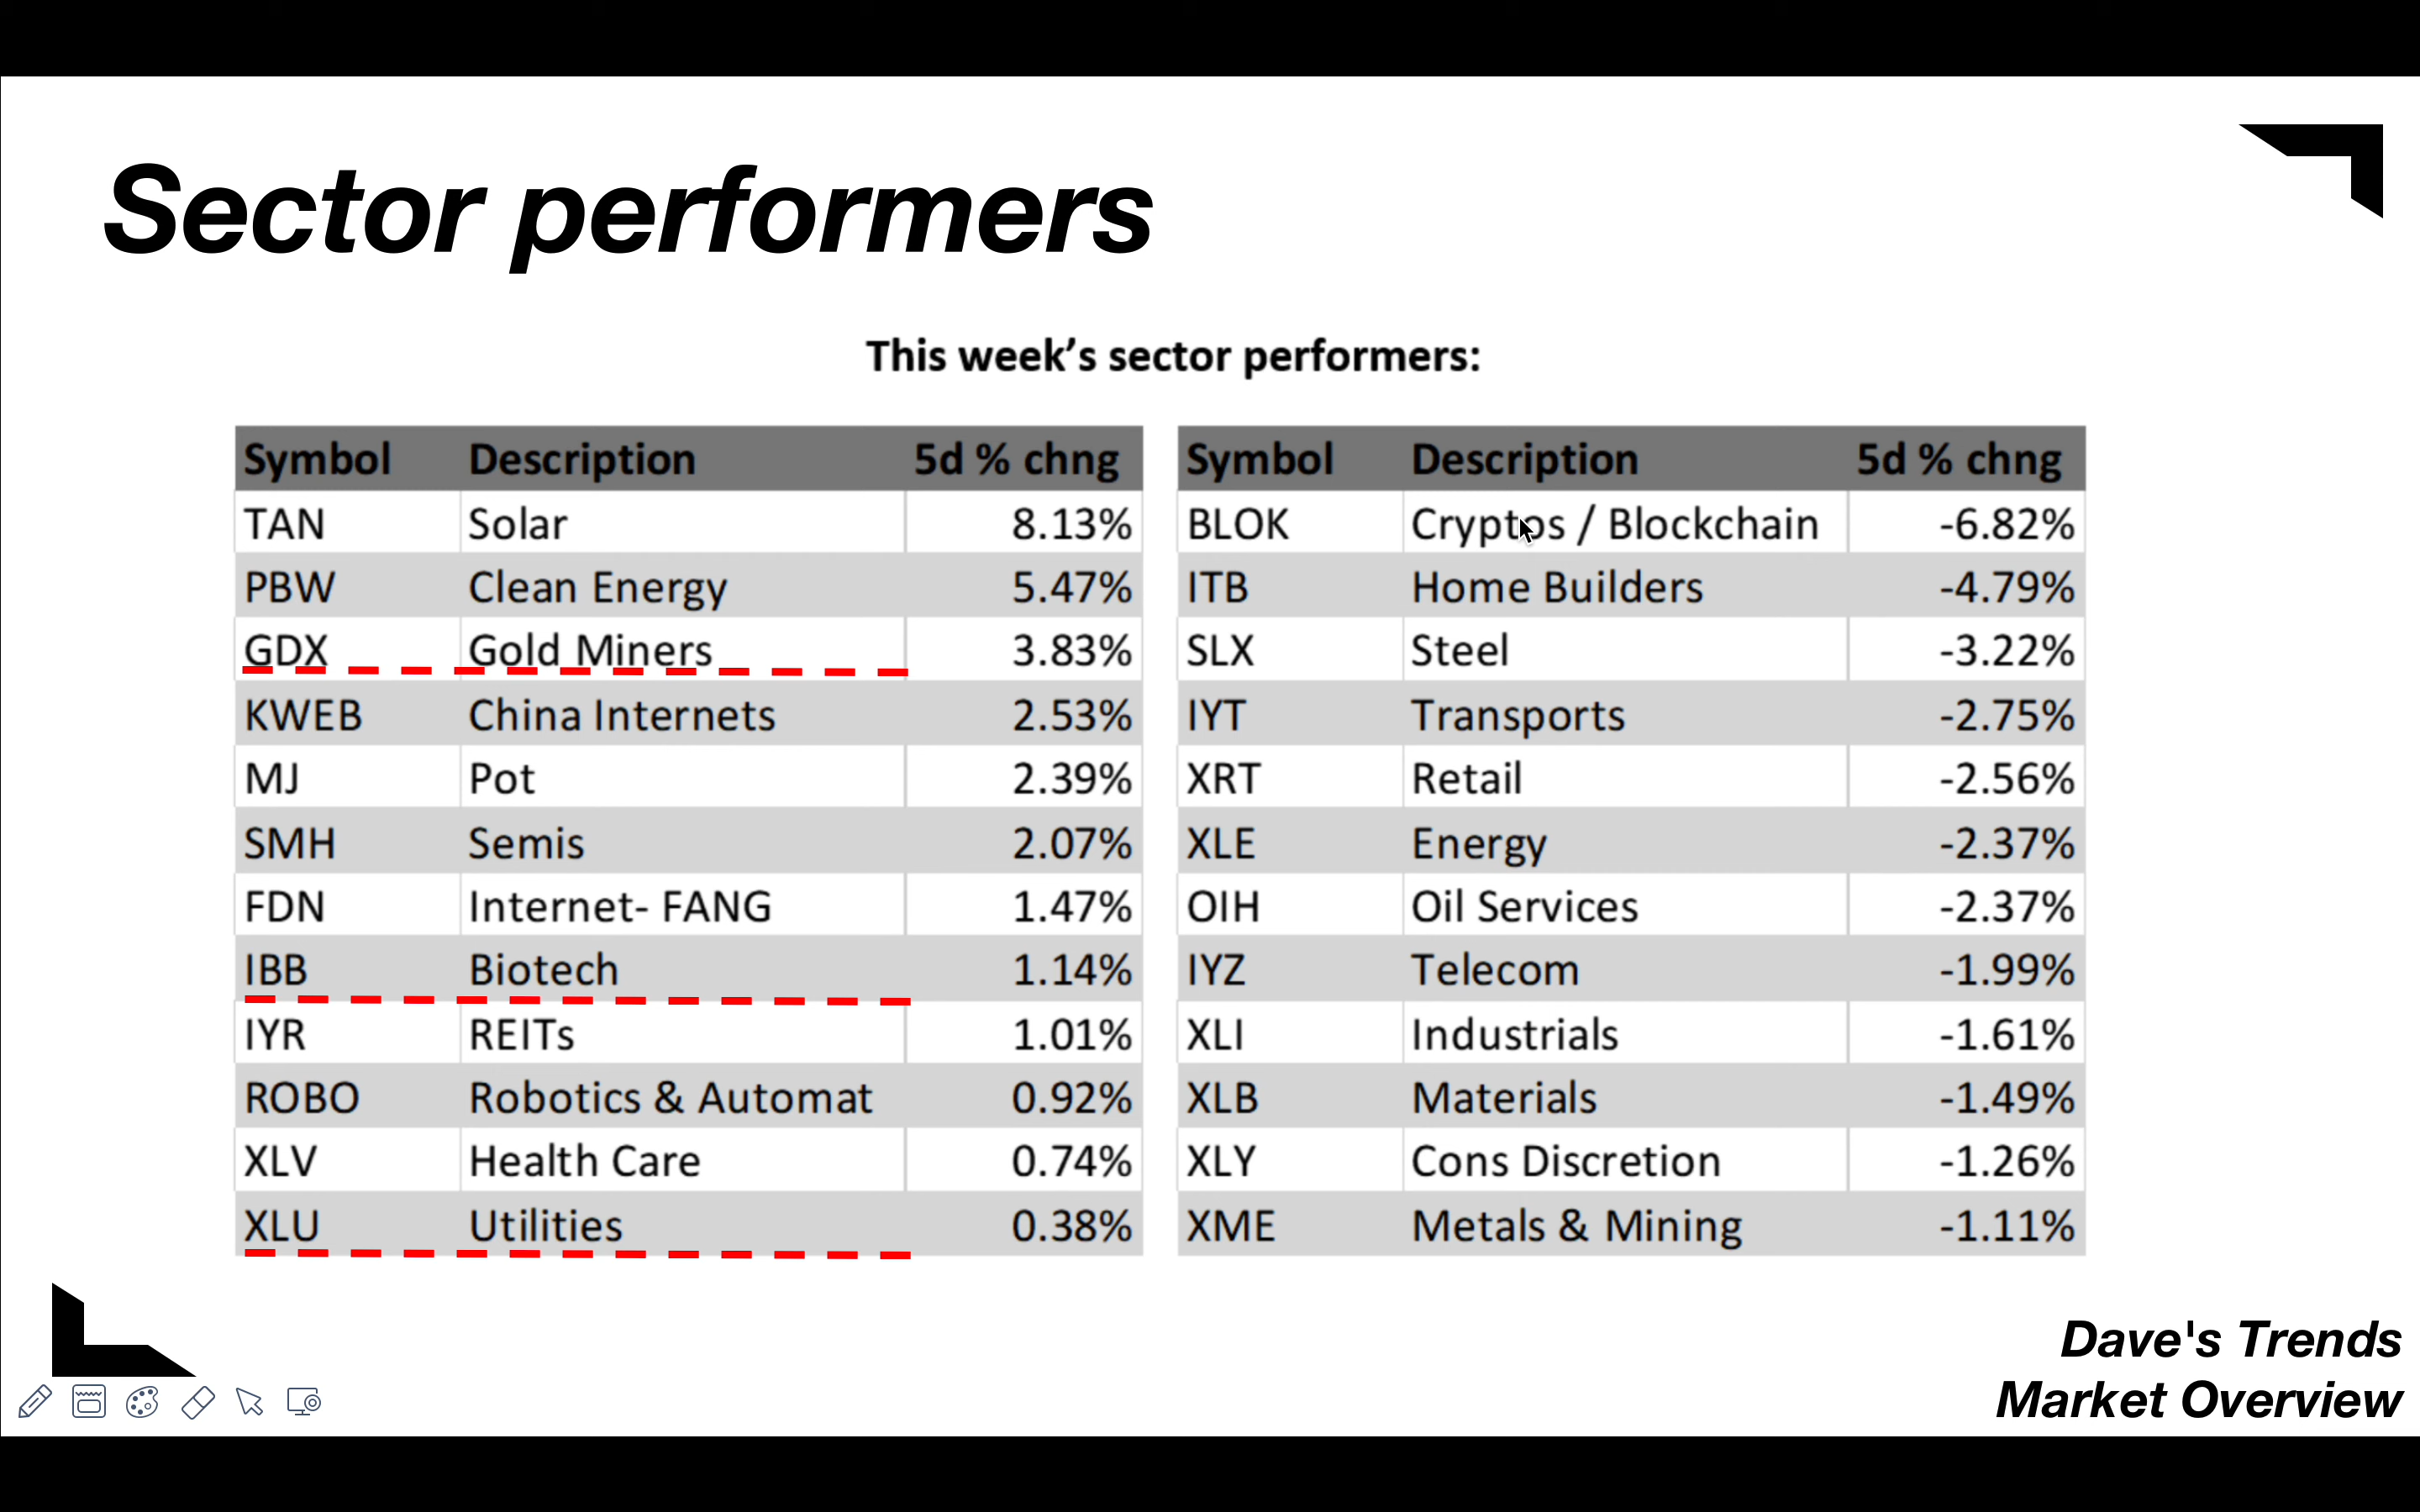 Sector performers
This week's sector performers:
Symbol Description 5d % chng
TAN Solar 8.13%
PBW Clean Energy 5.47%
GDX Gold Miners 3.83%
KWEB China Internets 2.53%
MJ Pot 2.39%
SMH Semis 2.07%
FDN Internet- FANG 1.47%
IBB Biotech 1.14%
IYR REITs 1.01%
ROBO Robotics & Automat 0.92%
XLV Health Care 0.74%
XLU Utilities 0.38%
Symbol Description 5d % chng
BLOK Cryptos / Blockchain -6.82%
ITB Home Builders -4.79%
SLX Steel -3.22%
IYT Transports -2.75%
XRT Retail -2.56%
XLE Energy -2.37%
OIH Oil Services -2.37%
IYZ Telecom -1.99%
XLI Industrials -1.61%
XLB Materials -1.49%
XLY Cons Discretion -1.26%
XME Metals & Mining -1.11%
Dave's Trends
Market Overview